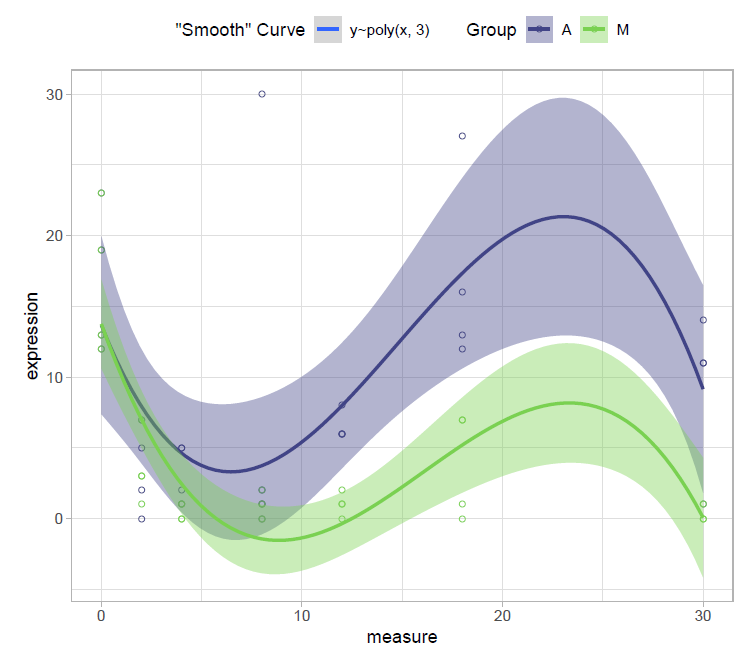 "Smooth" Curve y~poly(x, 3) Group A M
30
20
10
0
expression
0 10 20 30
measure